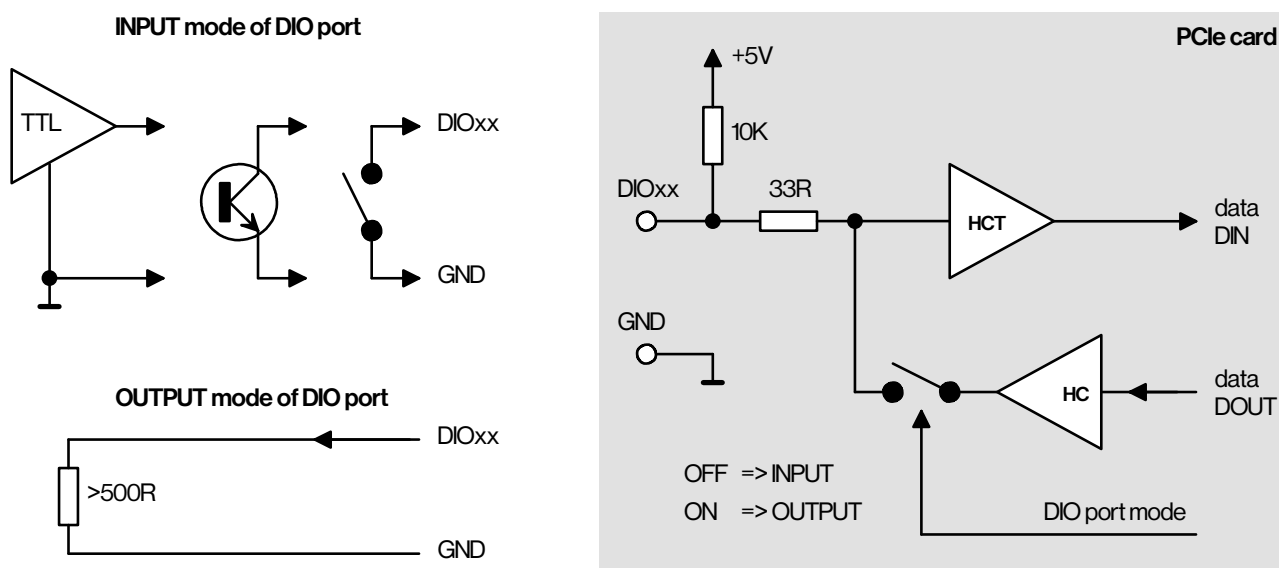 INPUT mode of DIO port
TTL
DIOxx
GND
OUTPUT mode of DIO port
DIOxx
>500R
GND
PCIe card
+5V
10K
DIOxx
33R
HCT
data
DIN
GND
data
DOUT
HC
OFF => INPUT
ON => OUTPUT
DIO port mode